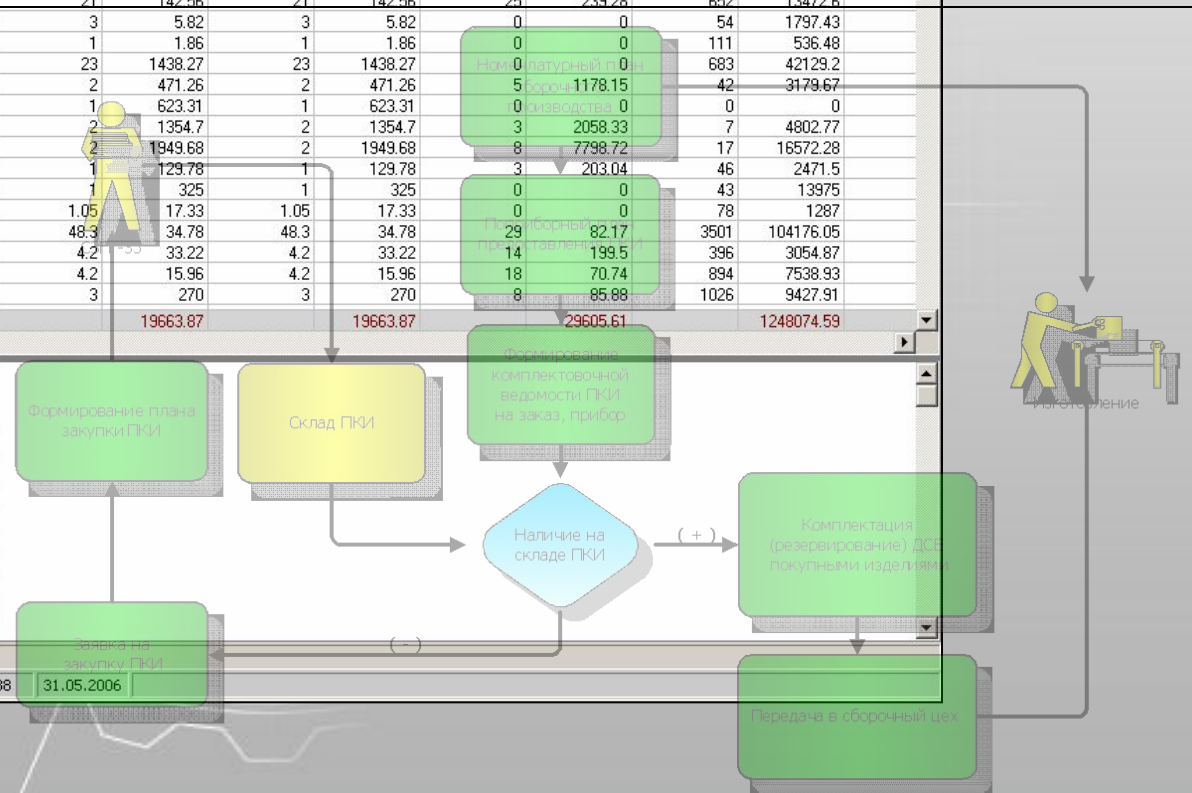 21 142.56 21 142.56 25 239.28 652 13472.6
3 5.82 3 5.82 0 0 54 1797.43
1 1.86 1 1.86 0 0 111 536.48
23 1438.27 23 1438.27 0 0 683 42129.2
2 471.26 2 471.26 5 1178.15 42 3179.67
1 623.31 1 623.31 0 0 0 0
2 1354.7 2 1354.7 3 2058.33 7 4802.77
2 1949.68 2 1949.68 8 7798.72 17 16572.28
1 129.78 1 129.78 3 203.04 46 2471.5
1 325 1 325 0 0 43 13975
1.05 17.33 1.05 17.33 0 0 78 1287
48.3 34.78 48.3 34.78 29 82.17 3501 104176.05
4.2 33.22 4.2 33.22 14 199.5 396 3054.87
4.2 15.96 4.2 15.96 18 70.74 894 7538.93
3 270 3 270 8 85.88 1026 9427.91
19663.87 19663.87 29605.61 1248074.59
Номенклатурный план
сборочного
производства
Поприборный план
предоставления ПКИ
Формирование
комплектовочной
ведомости ПКИ
на заказ, прибор
Формирование плана
закупки ПКИ
Склад ПКИ
Изготовление
Наличие на
складе ПКИ
( + )
Комплектация
(резервирование) ДСЕ
покупными изделиями
( - )
Заявка на
закупку ПКИ
31.05.2006
Передача в сборочный цех